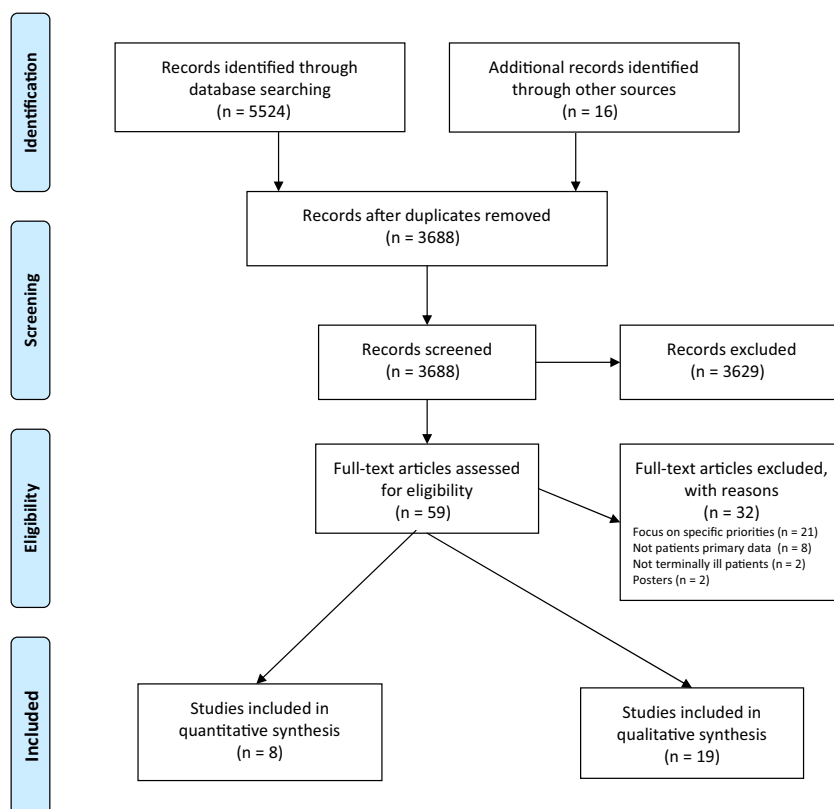 Identification
Records identified through
database searching
(n = 5524)
Additional records identified
through other sources
(n = 16)
Records after duplicates removed
(n = 3688)
Screening
Records screened
(n = 3688)
Records excluded
(n = 3629)
Eligibility
Full-text articles assessed
for eligibility
(n = 59)
Full-text articles excluded,
with reasons
(n = 32)
Focus on specific priorities (n = 21)
Not patients primary data (n = 8)
Not terminally ill patients (n = 2)
Posters (n = 2)
Included
Studies included in
quantitative synthesis
(n = 8)
Studies included in
qualitative synthesis
(n = 19)